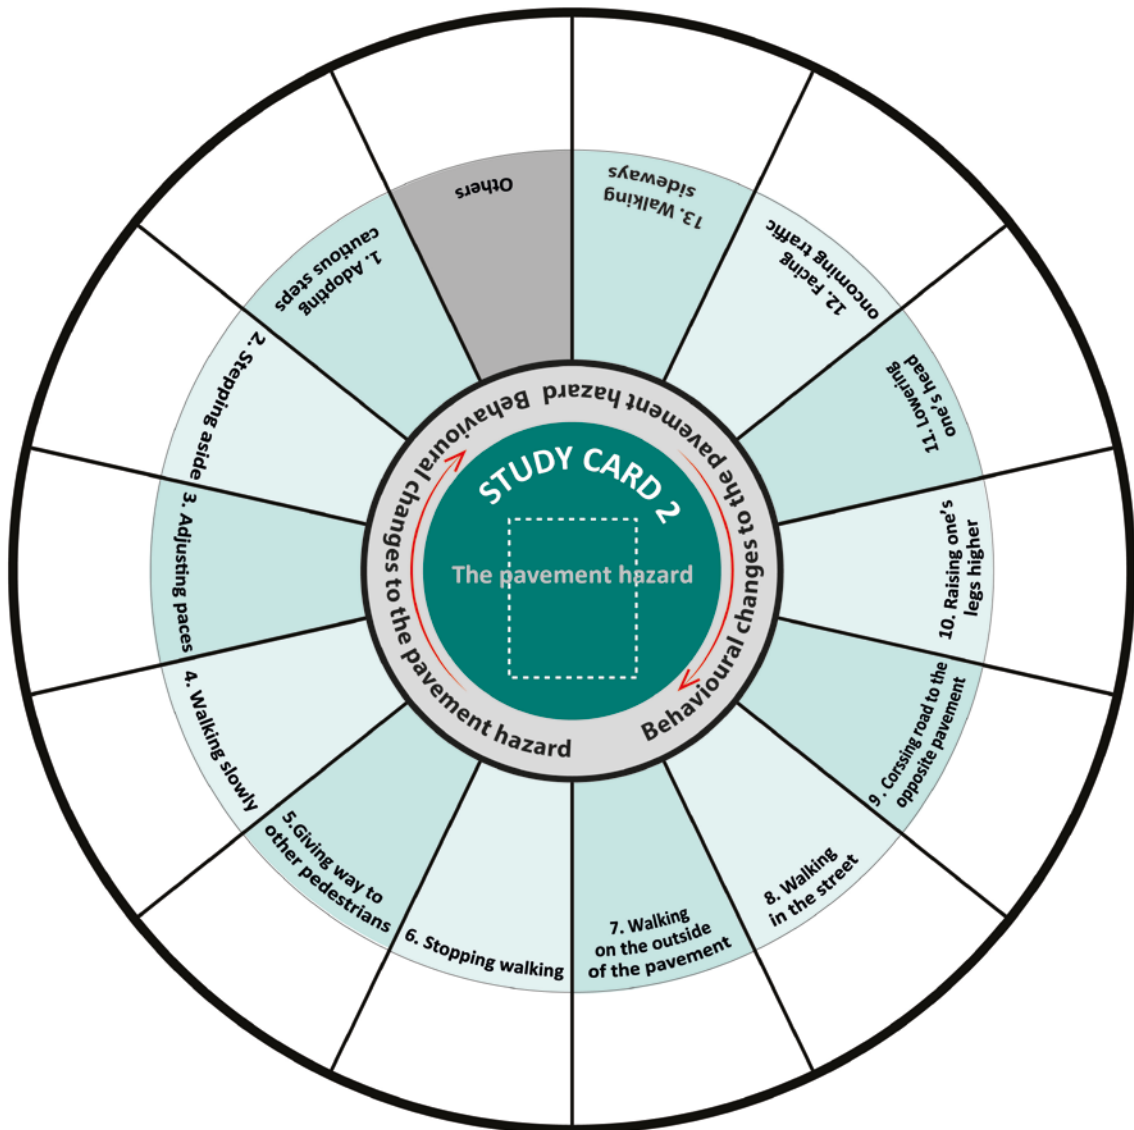 STUDY CARD 2
The pavement hazard
Behavioural changes to the pavement hazard
Behavioural changes to the pavement hazard
1. Adopting
cautious steps
2. Stepping aside
3. Adjusting paces
4. Walking slowly
5.Giving way to
other pedestrians
6. Stopping walking
7. Walking
on the outside
of the pavement
8. Walking
in the street
9 . Corssing road to the
opposite pavement
10. Raising one's
legs higher
11. Lowering
one's head
12. Facing
oncoming traffic
13. Walking
sideways
Others